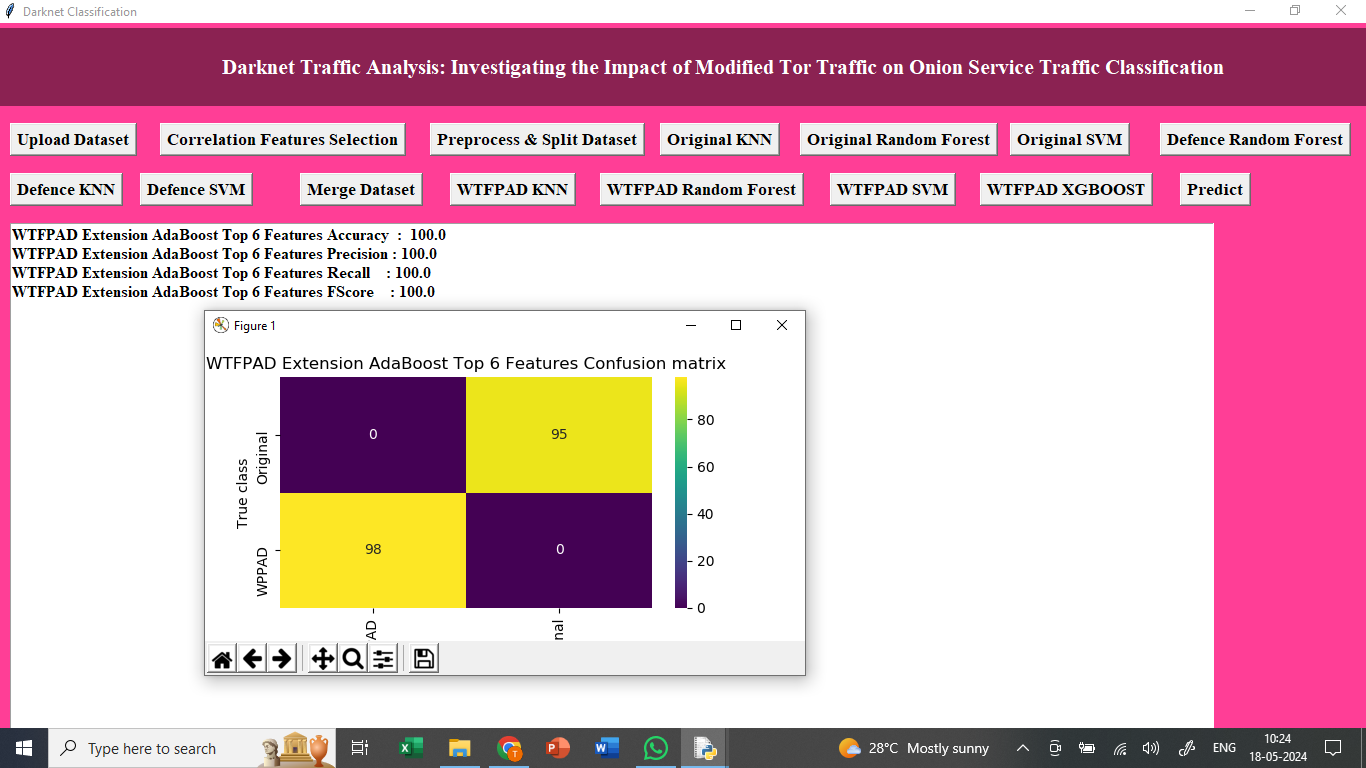 Darknet Classification
Darknet Traffic Analysis: Investigating the Impact of Modified Tor Traffic on Onion Service Traffic Classification
Upload Dataset Correlation Features Selection Preprocess & Split Dataset Original KNN Original Random Forest Original SVM Defence Random Forest
Defence KNN Defence SVM Merge Dataset WTFPAD KNN WTFPAD Random Forest WTFPAD SVM WTFPAD XGBOOST Predict
WTFPAD Extension AdaBoost Top 6 Features Accuracy : 100.0
WTFPAD Extension AdaBoost Top 6 Features Precision : 100.0
WTFPAD Extension AdaBoost Top 6 Features Recall : 100.0
WTFPAD Extension AdaBoost Top 6 Features FScore : 100.0
Figure 1
WTFPAD Extension AdaBoost Top 6 Features Confusion matrix
True class
Original
WPPAD
0 95
98 0
80
60
40
20
0
AD nal
Type here to search
28°C Mostly sunny
ENG
10:24
18-05-2024